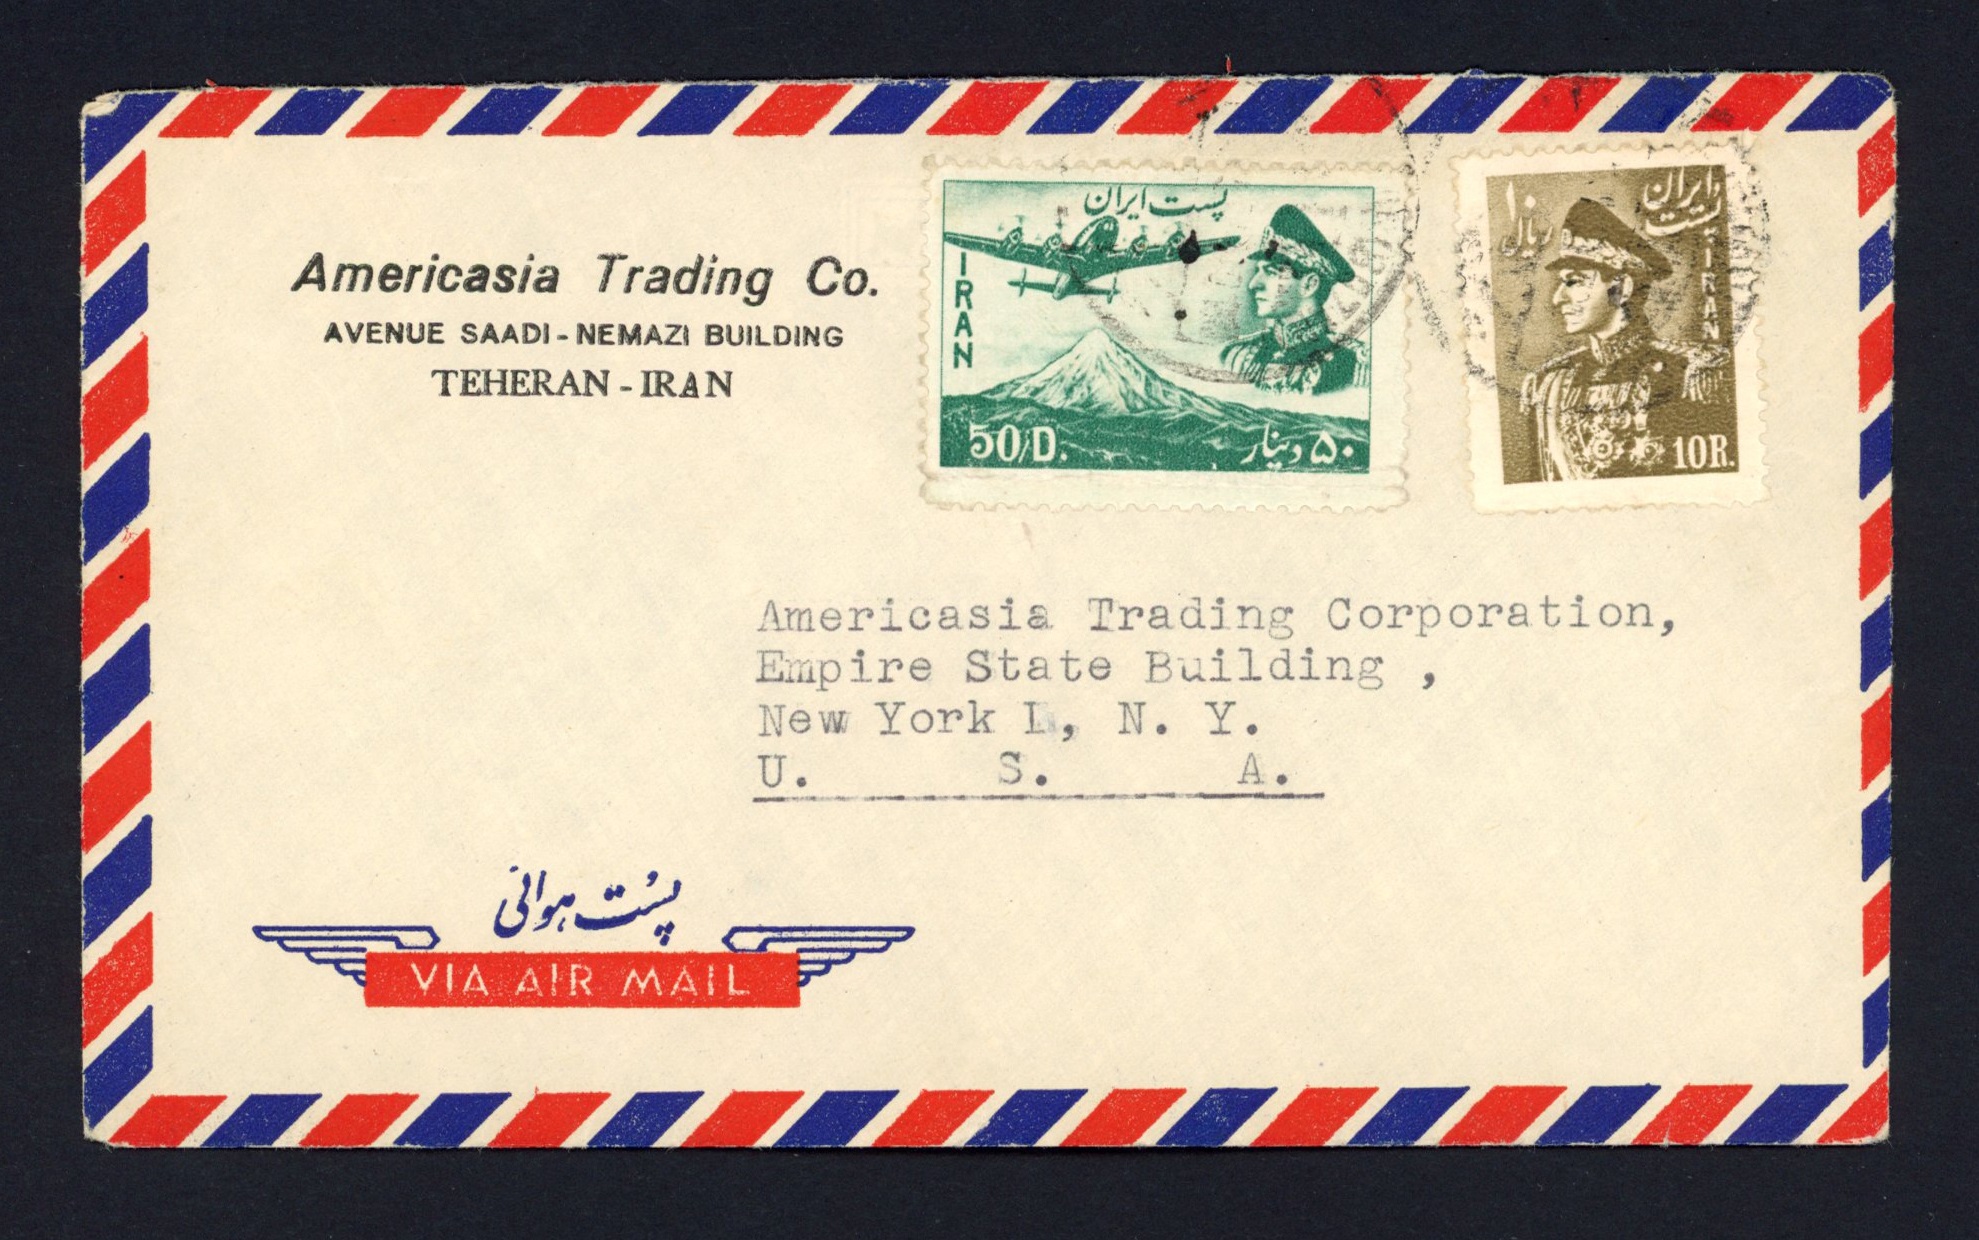 Americasia Trading Co.
AVENUE SAADI - NEMAZI BUILDING
TEHERAN - IRAN
پست ایران
IRAN
50/D.
۵۰ دینار
ایران
پست
۱۰
ریال
IRAN
10R.
Americasia Trading Corporation,
Empire State Building ,
New York 1, N. Y.
U. S. A.
پست هوائی
VIA AIR MAIL